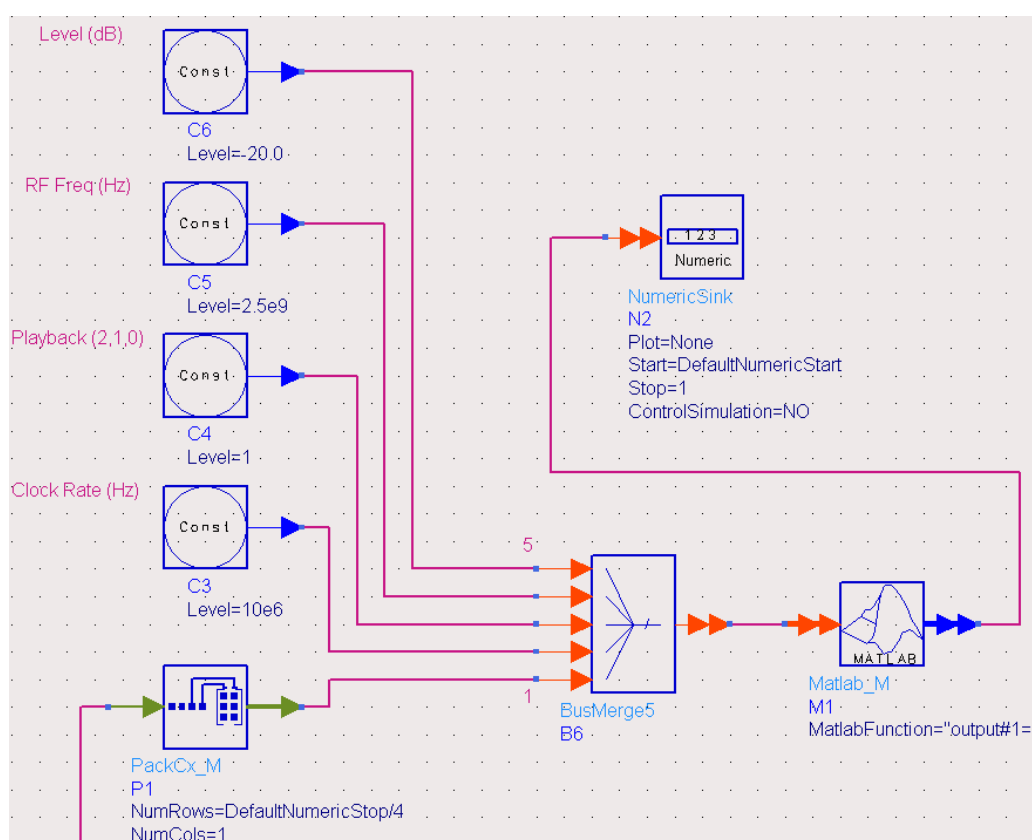 Level (dB)
Const
C6
Level=-20.0
RF Freq (Hz)
Const
C5
Level=2.5e9
Playback (2,1,0)
Const
C4
Level=1
Clock Rate (Hz)
Const
C3
Level=10e6
PackCx_M
P1
NumRows=DefaultNumericStop/4
NumCols=1
5
1
BusMerge5
B6
1 2 3
Numeric
NumericSink
N2
Plot=None
Start=DefaultNumericStart
Stop=1
ControlSimulation=NO
MATLAB
Matlab_M
M1
MatlabFunction="output#1=